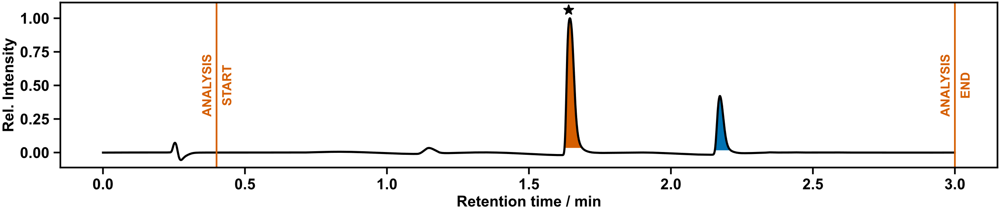 1.00
0.75
0.50
0.25
0.00
Rel. Intensity
ANALYSIS
START
ANALYSIS
END
0.0
0.5
1.0
1.5
2.0
2.5
3.0
Retention time / min